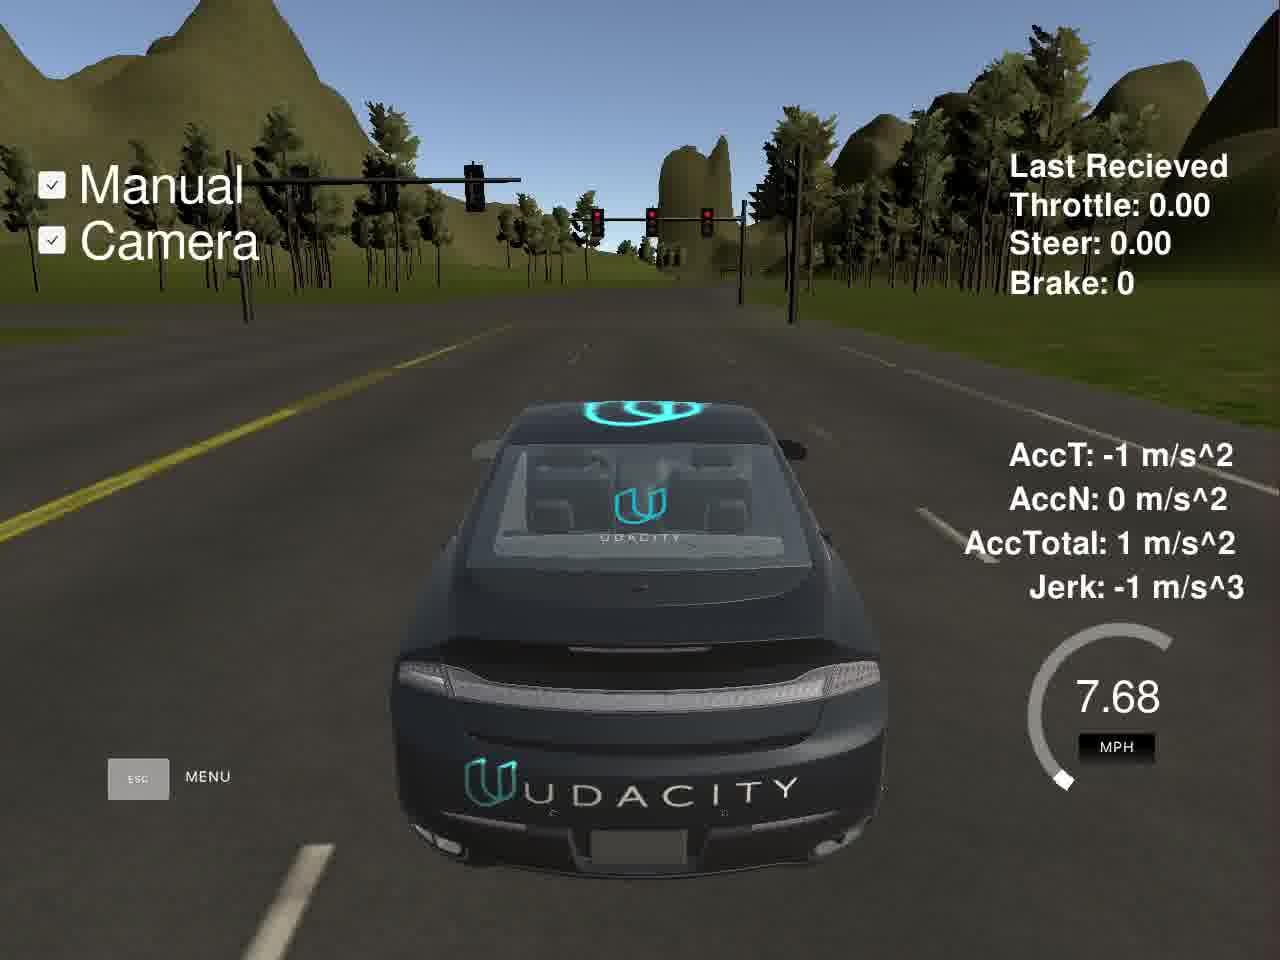 Manual
Camera
Last Recieved
Throttle: 0.00
Steer: 0.00
Brake: 0
AccT: -1 m/s^2
AccN: 0 m/s^2
AccTotal: 1 m/s^2
Jerk: -1 m/s^3
7.68
MPH
UDACITY
ESC
MENU
UDACITY